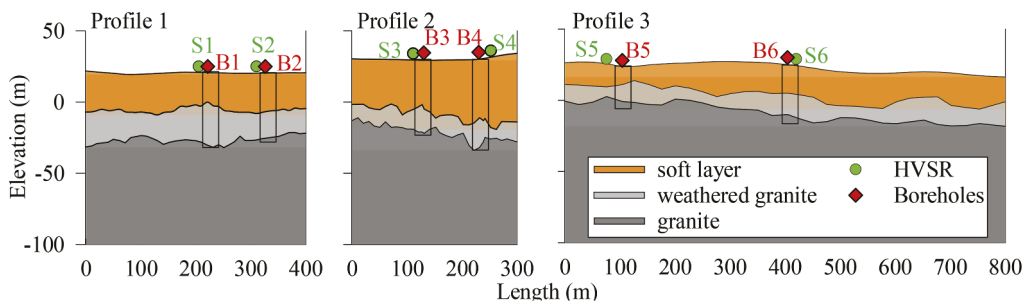 Profile 1
Profile 2
Profile 3
50
0
-50
-100
Elevation (m)
S1
B1
S2
B2
S3
B3
B4
S4
S5
B5
B6
S6
soft layer
weathered granite
granite
HVSR
Boreholes
0 100 200 300 400
0 100 200 300
0 100 200 300 400 500 600 700 800
Length (m)